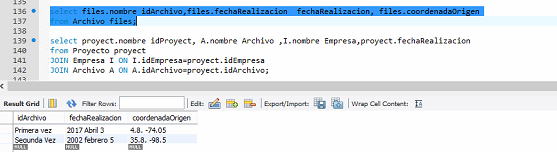 135
136 select files.nombre idArchivo,files.fechaRealizacion fechaRealizacion, files.coordenadaOrigen
137 from Archivo files;
138
139 select proyect.nombre idProyect, A.nombre Archivo ,I.nombre Empresa,proyect.fechaRealizacion
140 from Proyecto proyect
141 JOIN Empresa I ON I.idEmpresa=proyect.idEmpresa
142 JOIN Archivo A ON A.idArchivo=proyect.idArchivo;
143
Result Grid Filter Rows: Edit: Export/Import: Wrap Cell Content:
idArchivo fechaRealizacion coordenadaOrigen
Primera vez 2017 Abril 3 4.8. -74.05
Segunda Vez 2002 febrero 5 35.8. -98.5
NULL NULL NULL